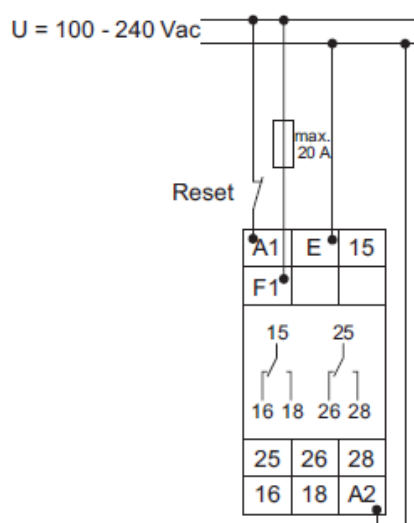 U = 100 - 240 Vac
max.
20 A
Reset
A1 E 15
F1
15 25
16 18 26 28
25 26 28
16 18 A2